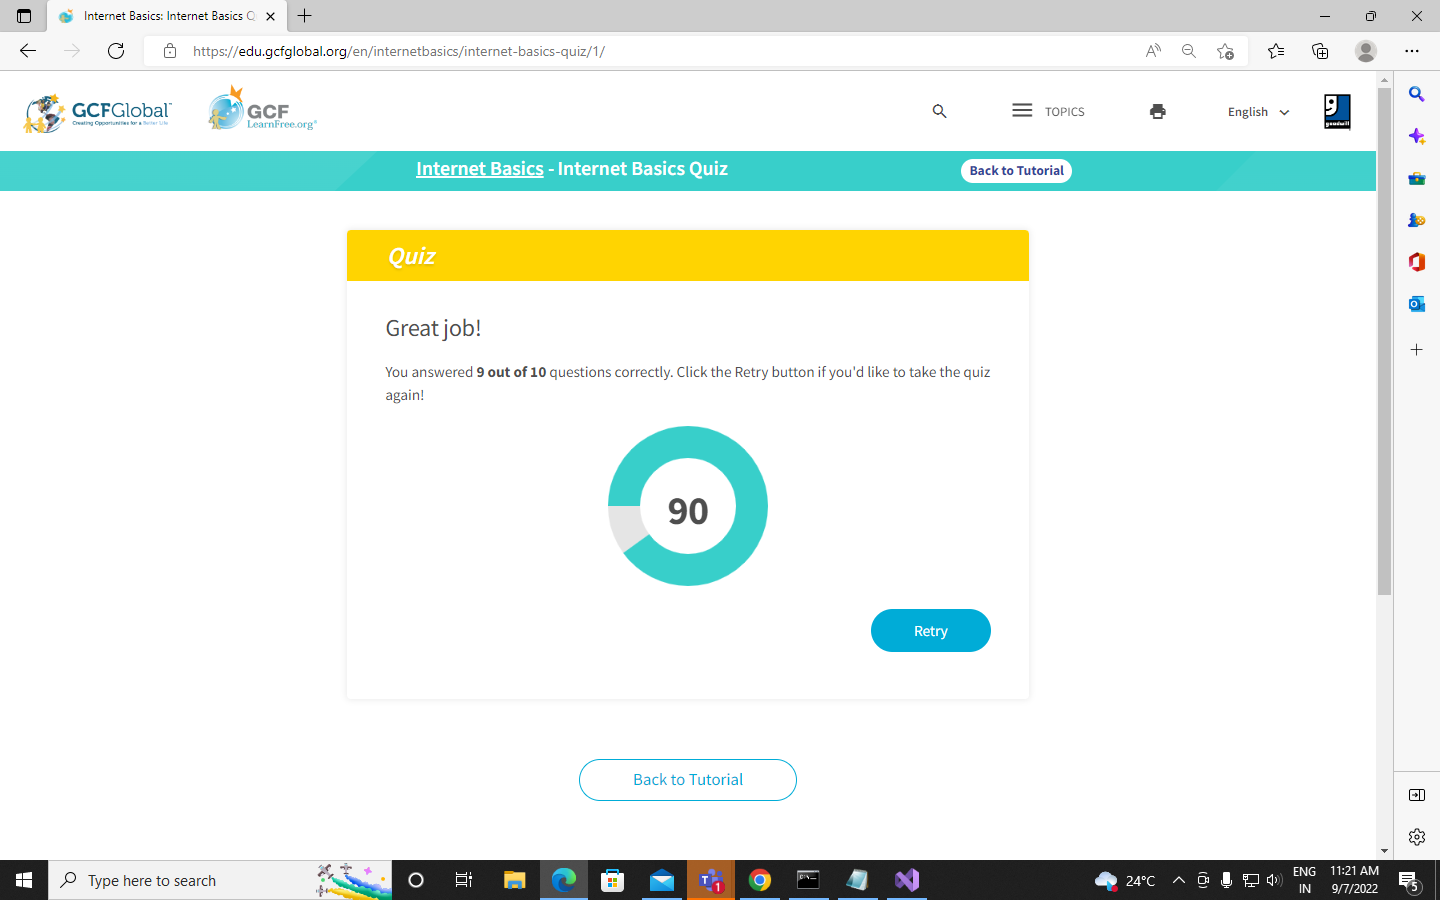 Internet Basics: Internet Basics Q
https://edu.gcfglobal.org/en/internetbasics/internet-basics-quiz/1/
GCFGlobal
Creating Opportunities for a Better Life.
GCF
LearnFree.org®
TOPICS
English
goodwill
Internet Basics - Internet Basics Quiz
Back to Tutorial
Quiz
Great job!
You answered 9 out of 10 questions correctly. Click the Retry button if you'd like to take the quiz
again!
90
Retry
Back to Tutorial
Type here to search
1
24°C
ENG
IN
11:21 AM
9/7/2022
5